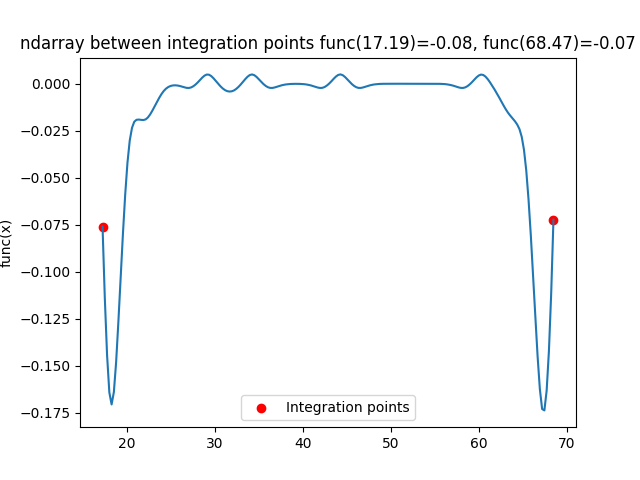 ndarray between integration points func(17.19)=-0.08, func(68.47)=-0.07
0.000
−0.025
−0.050
−0.075
−0.100
−0.125
−0.150
−0.175
func(x)
Integration points
20 30 40 50 60 70